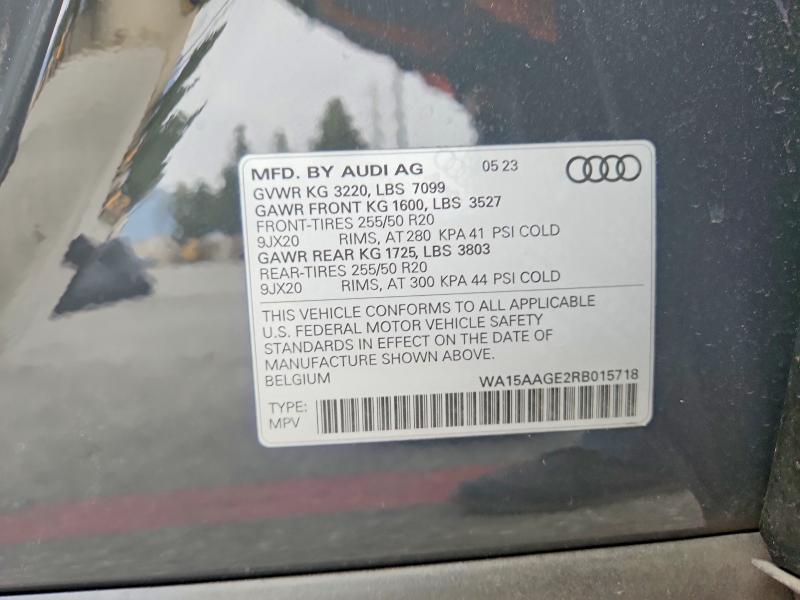 MFD. BY AUDI AG 05 23
GVWR KG 3220, LBS 7099
GAWR FRONT KG 1600, LBS 3527
FRONT-TIRES 255/50 R20
9JX20 RIMS, AT 280 KPA 41 PSI COLD
GAWR REAR KG 1725, LBS 3803
REAR-TIRES 255/50 R20
9JX20 RIMS, AT 300 KPA 44 PSI COLD
THIS VEHICLE CONFORMS TO ALL APPLICABLE
U.S. FEDERAL MOTOR VEHICLE SAFETY
STANDARDS IN EFFECT ON THE DATE OF
MANUFACTURE SHOWN ABOVE.
BELGIUM WA15AAGE2RB015718
TYPE:
MPV